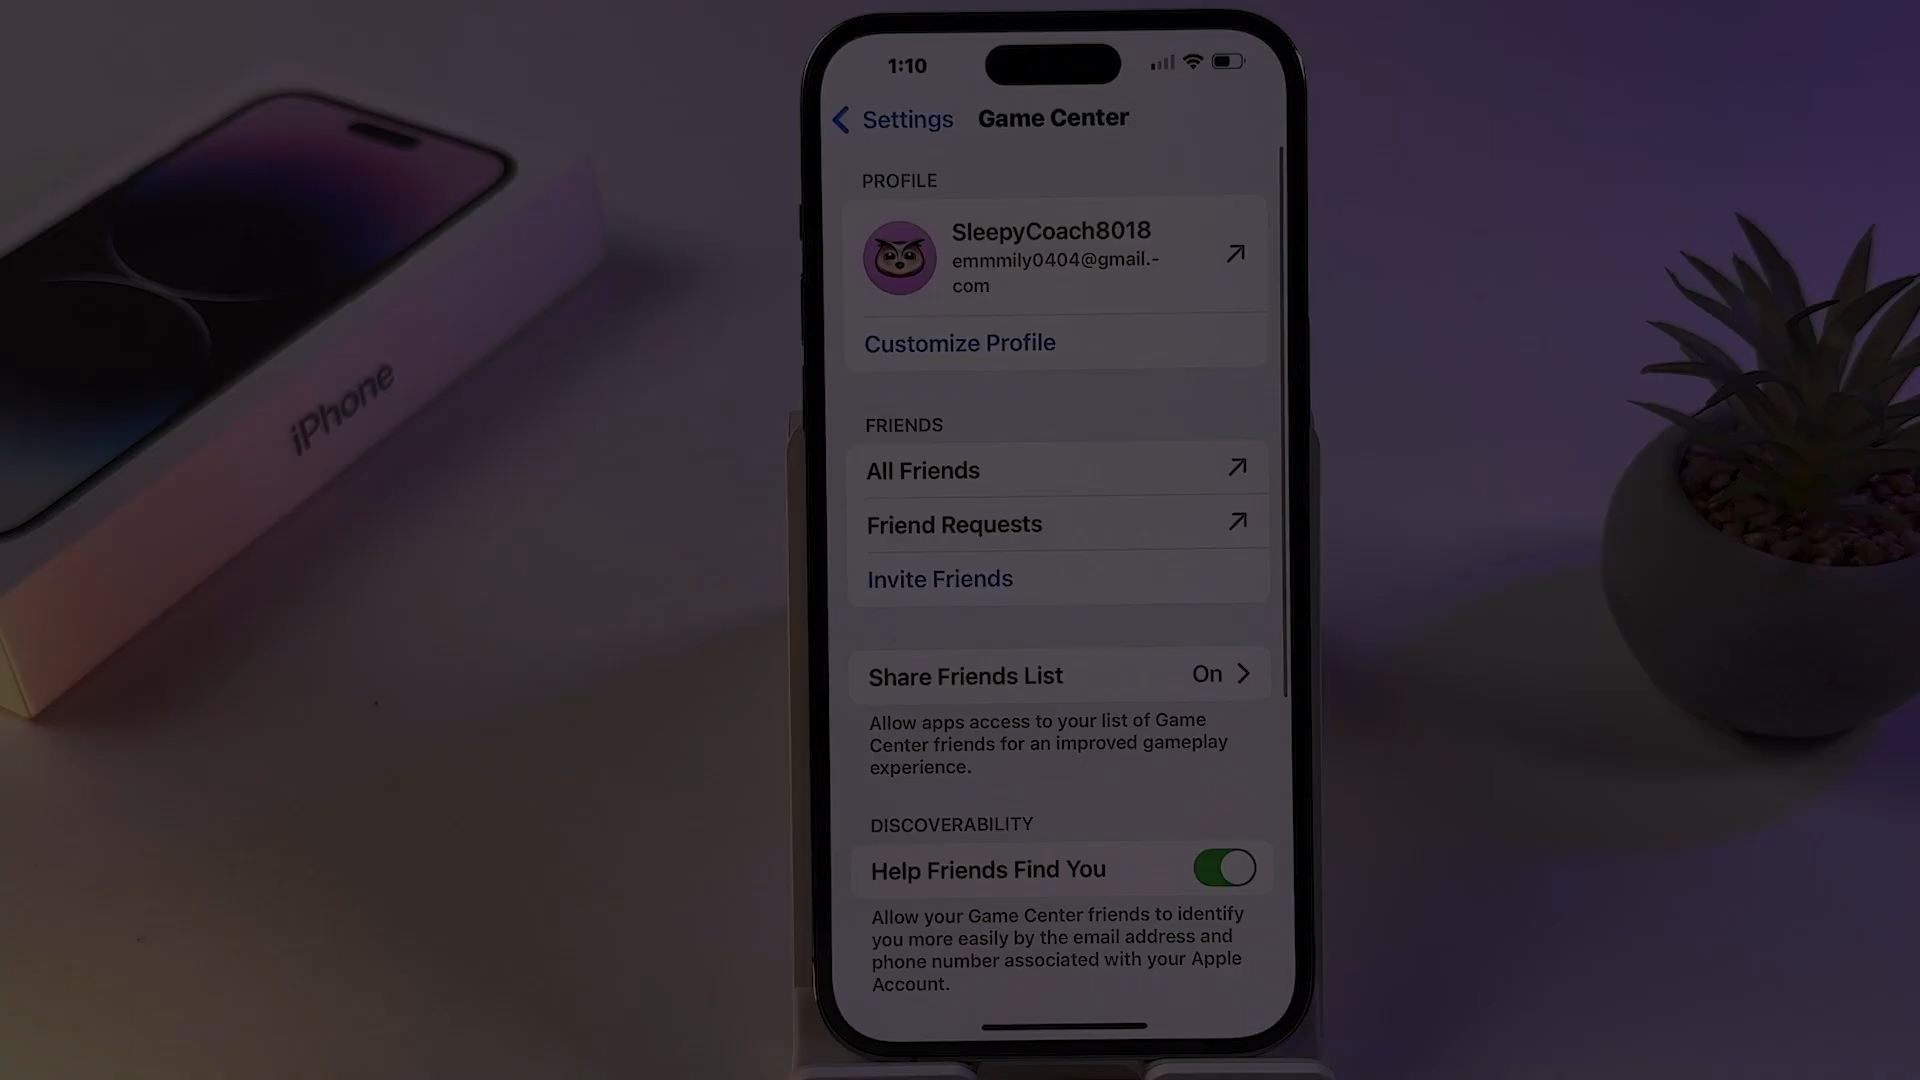 iPhone
1:10
Settings
Game Center
PROFILE
SleepyCoach8018
emmmily0404@gmail.-
com
Customize Profile
FRIENDS
All Friends
Friend Requests
Invite Friends
Share Friends List
On
Allow apps access to your list of Game
Center friends for an improved gameplay
experience.
DISCOVERABILITY
Help Friends Find You
Allow your Game Center friends to identify
you more easily by the email address and
phone number associated with your Apple
Account.